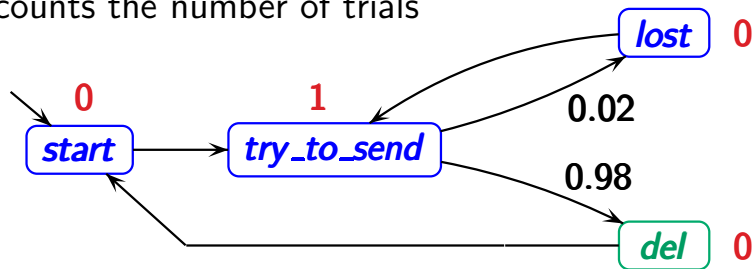 counts the number of trials
lost 0
0 1
0.02
start try_to_send
0.98
del 0